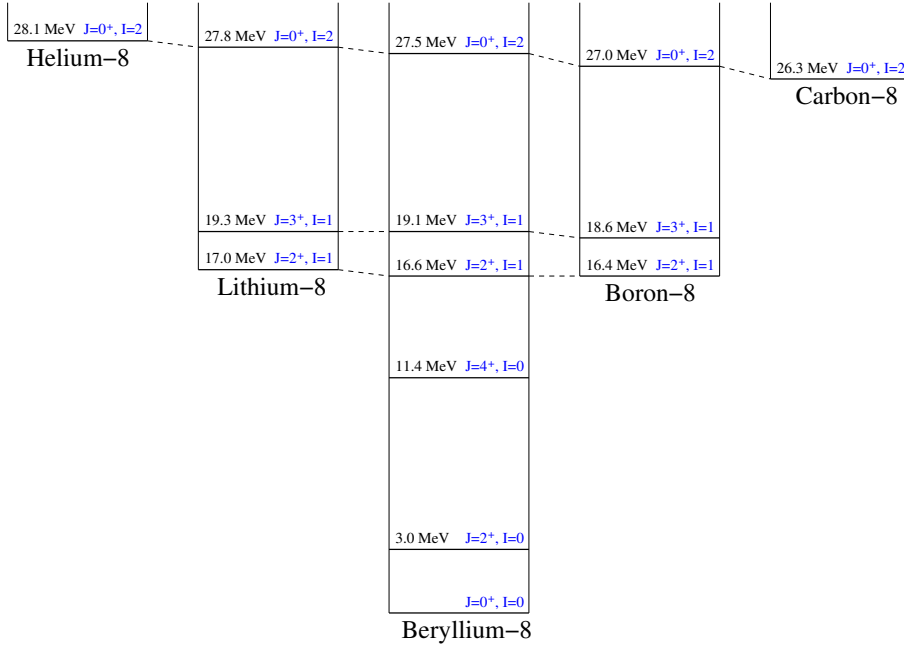 28.1 MeV J=0⁺, I=2
Helium−8
27.8 MeV J=0⁺, I=2
19.3 MeV J=3⁺, I=1
17.0 MeV J=2⁺, I=1
Lithium−8
27.5 MeV J=0⁺, I=2
19.1 MeV J=3⁺, I=1
16.6 MeV J=2⁺, I=1
11.4 MeV J=4⁺, I=0
3.0 MeV J=2⁺, I=0
J=0⁺, I=0
Beryllium−8
27.0 MeV J=0⁺, I=2
18.6 MeV J=3⁺, I=1
16.4 MeV J=2⁺, I=1
Boron−8
26.3 MeV J=0⁺, I=2
Carbon−8